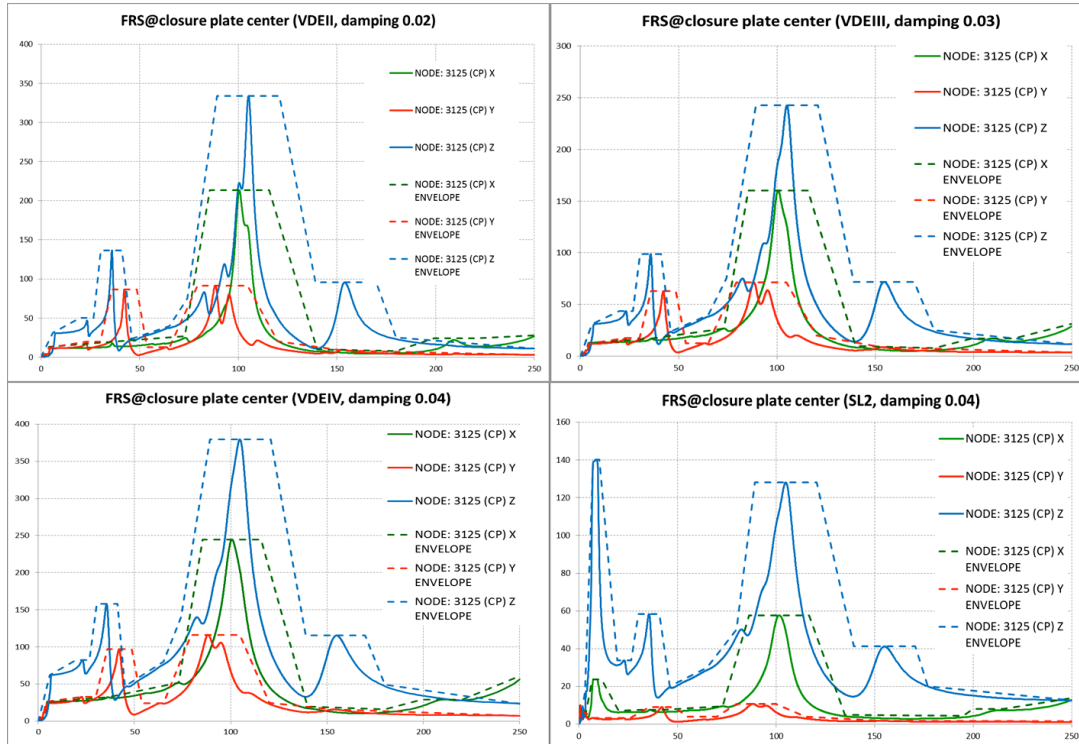 FRS@closure plate center (VDEII, damping 0.02)
400
350
300
250
200
150
100
50
0
0
50
100
150
200
250
NODE: 3125 (CP) X
NODE: 3125 (CP) Y
NODE: 3125 (CP) Z
NODE: 3125 (CP) X
ENVELOPE
NODE: 3125 (CP) Y
ENVELOPE
NODE: 3125 (CP) Z
ENVELOPE
FRS@closure plate center (VDEIII, damping 0.03)
300
250
200
150
100
50
0
0
50
100
150
200
250
NODE: 3125 (CP) X
NODE: 3125 (CP) Y
NODE: 3125 (CP) Z
NODE: 3125 (CP) X
ENVELOPE
NODE: 3125 (CP) Y
ENVELOPE
NODE: 3125 (CP) Z
ENVELOPE
FRS@closure plate center (VDEIV, damping 0.04)
400
350
300
250
200
150
100
50
0
0
50
100
150
200
250
NODE: 3125 (CP) X
NODE: 3125 (CP) Y
NODE: 3125 (CP) Z
NODE: 3125 (CP) X
ENVELOPE
NODE: 3125 (CP) Y
ENVELOPE
NODE: 3125 (CP) Z
ENVELOPE
FRS@closure plate center (SL2, damping 0.04)
160
140
120
100
80
60
40
20
0
0
50
100
150
200
250
NODE: 3125 (CP) X
NODE: 3125 (CP) Y
NODE: 3125 (CP) Z
NODE: 3125 (CP) X
ENVELOPE
NODE: 3125 (CP) Y
ENVELOPE
NODE: 3125 (CP) Z
ENVELOPE